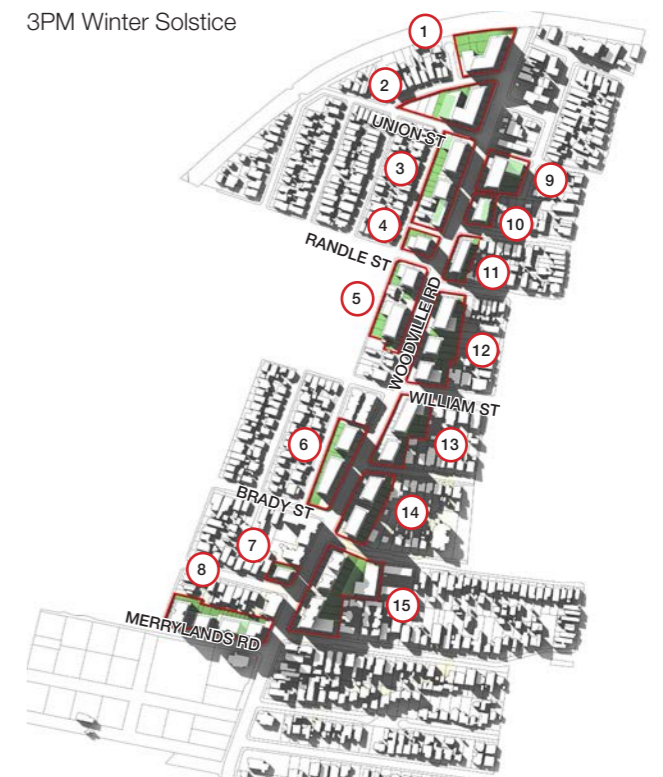 3PM Winter Solstice
1
2
UNION ST
3
9
4
10
RANDLE ST
11
5
WOODVILLE RD
12
WILLIAM ST
6
13
BRADY ST
14
7
8
15
MERRYLANDS RD